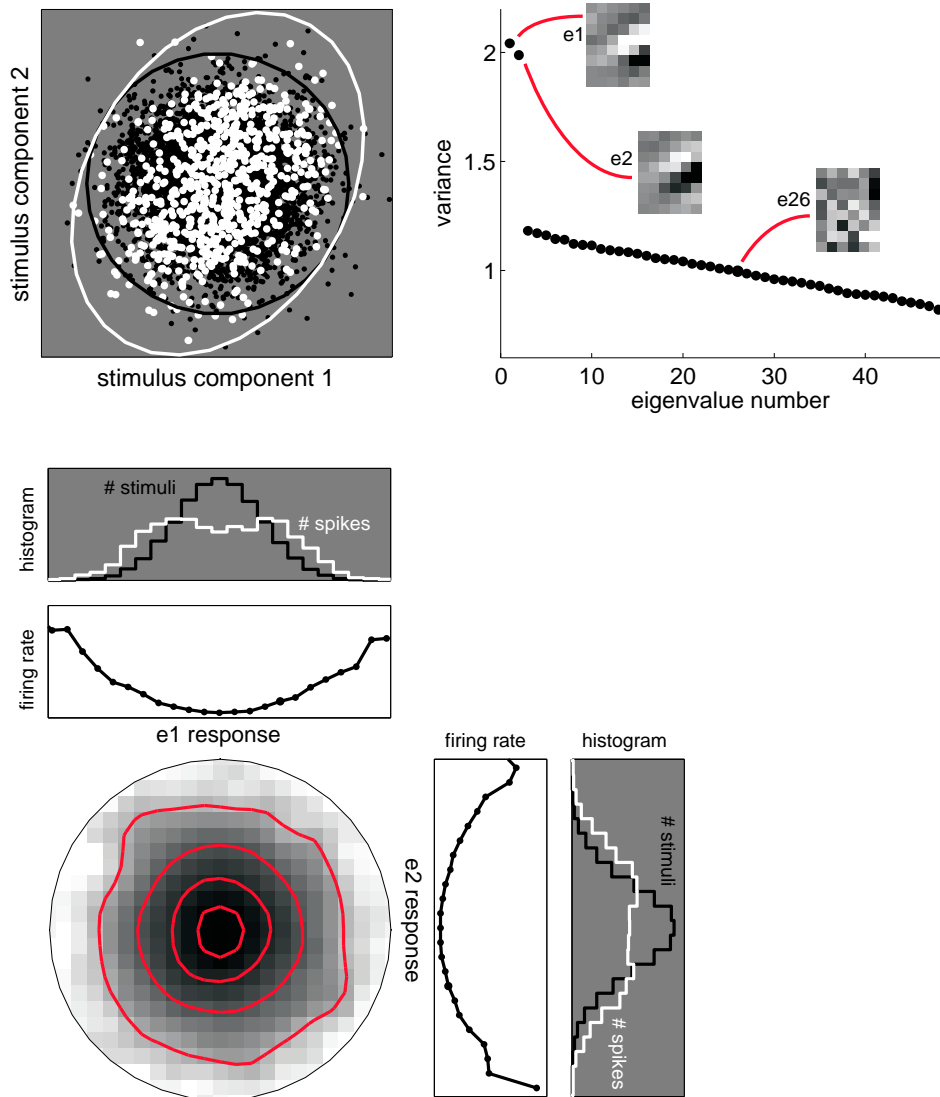 stimulus component 2
stimulus component 1
variance
2
1.5
1
0
10
20
30
40
eigenvalue number
e1
e2
e26
histogram
# stimuli
# spikes
firing rate
e1 response
e2 response
firing rate
histogram
# stimuli
# spikes